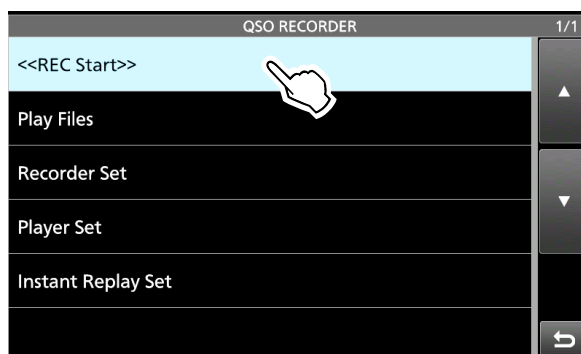 QSO RECORDER 1/1
<<REC Start>>
Play Files
Recorder Set
Player Set
Instant Replay Set